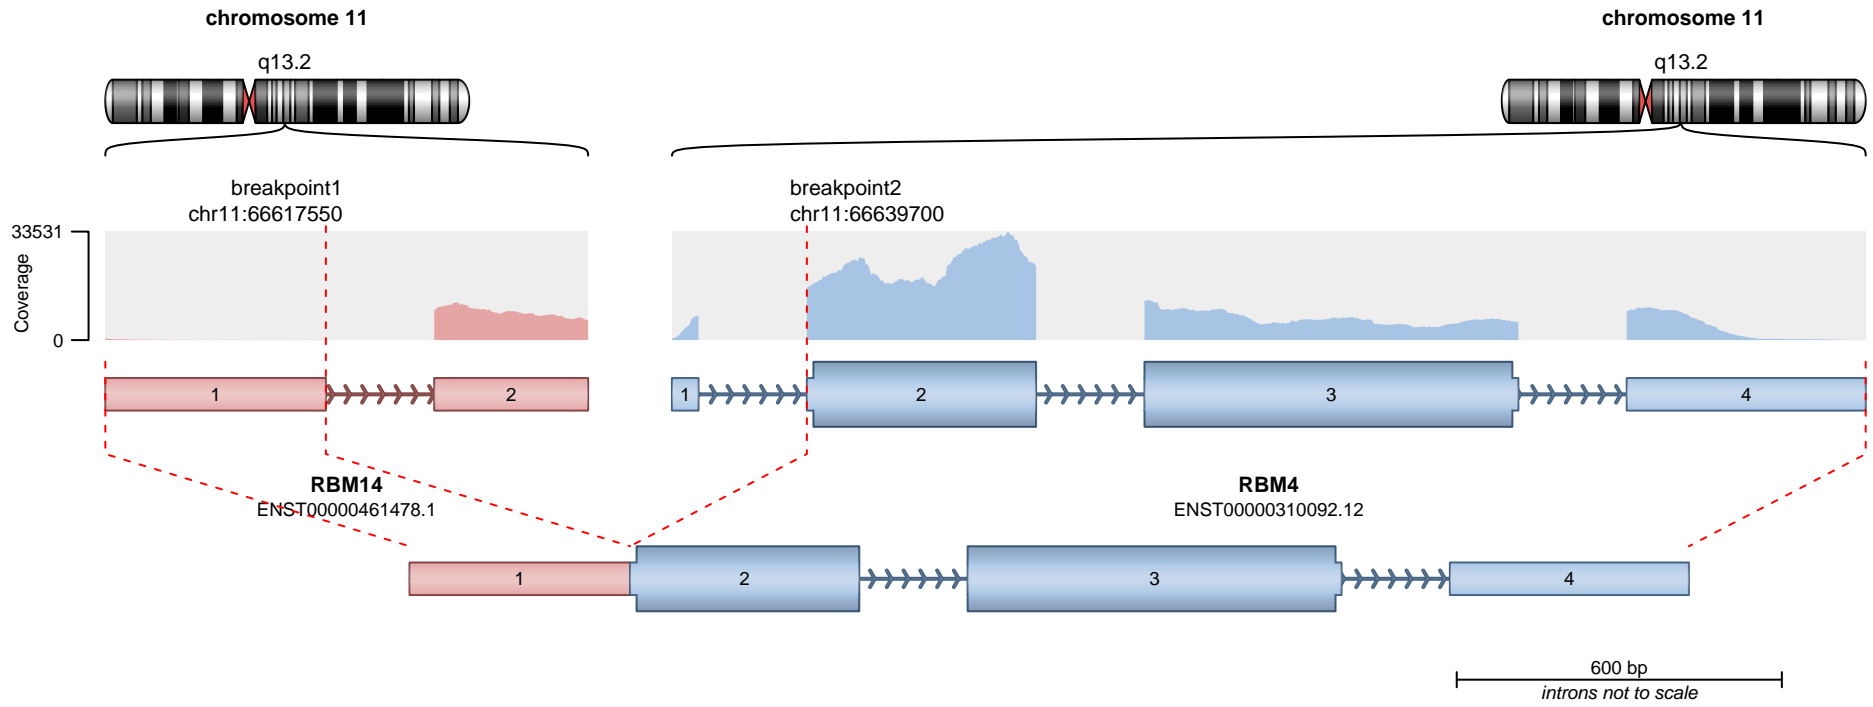 chromosome 11
chromosome 11
q13.2
q13.2
breakpoint1
chr11:66617550
breakpoint2
chr11:66639700
33531
Coverage
0
1
2
1
2
3
4
RBM14
ENST00000461478.1
RBM4
ENST00000310092.12
1
2
3
4
600 bp
introns not to scale